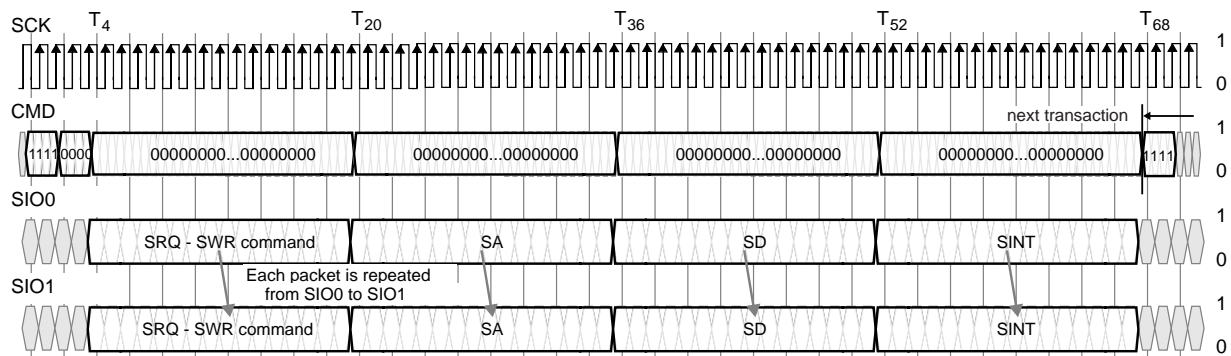 SCK T4 T20 T36 T52 T68
1
0
CMD next transaction
1
1111 0000 00000000...00000000 00000000...00000000 00000000...00000000 00000000...00000000 1111
0
SIO0
1
SRQ - SWR command SA SD SINT
0
Each packet is repeated
from SIO0 to SIO1
SIO1
1
SRQ - SWR command SA SD SINT
0